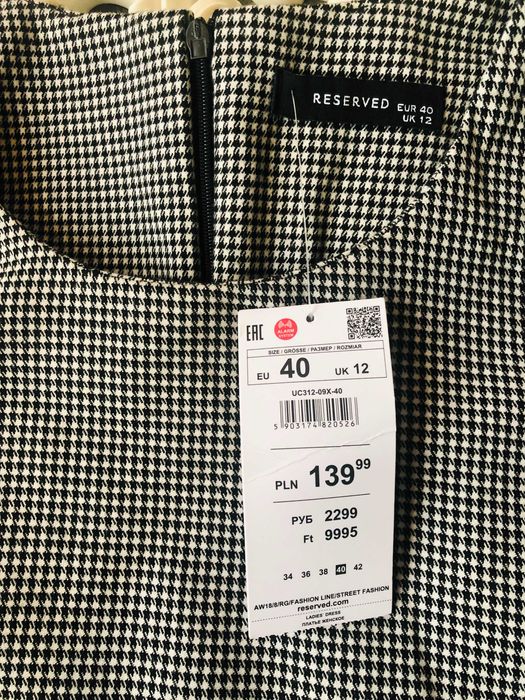 RESERVED EUR 40
UK 12
EAC
ALARM
SYSTEM
SIZE / GRÖSSE / РАЗМЕР / ROZMIAR
EU 40 UK 12
UC312-09X-40
5 903174 820526
PLN 139 99
РУБ 2299
Ft 9995
34 36 38 40 42
AW18/8/RG/FASHION LINE/STREET FASHION
reserved.com
LADIES` DRESS
ПЛАТЬЕ ЖЕНСКОЕ